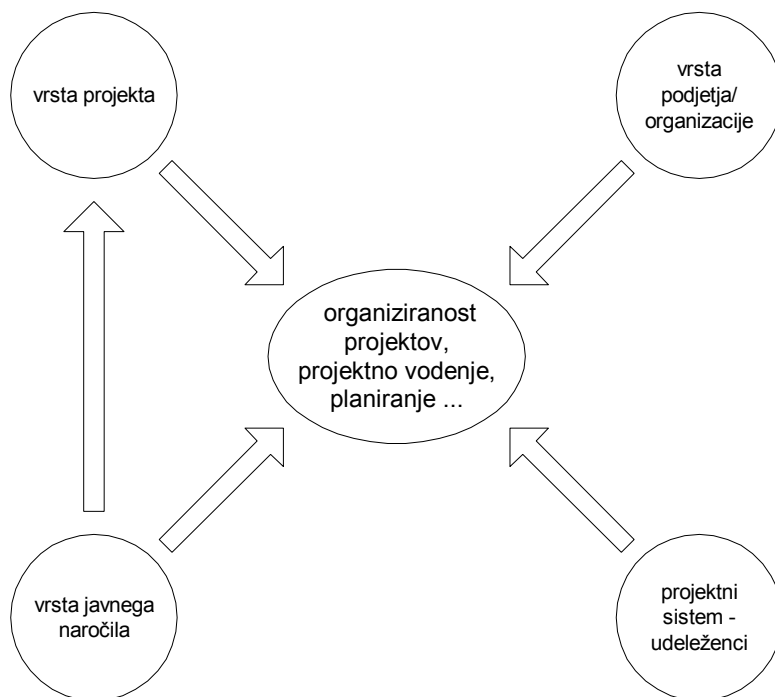 vrsta projekta
vrsta
podjetja/
organizacije
organiziranost
projektov,
projektno vodenje,
planiranje ...
vrsta javnega
naročila
projektni
sistem -
udeleženci